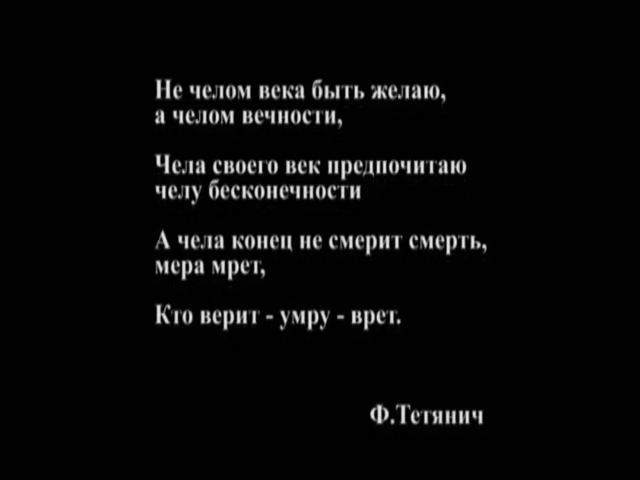 Не челом века быть желаю,
а челом вечности,
Чела своего век предпочитаю
челу бесконечности
А чела конец не смерит смерть,
мера мрет,
Кто верит - умру - врет.
Ф.Тетянич